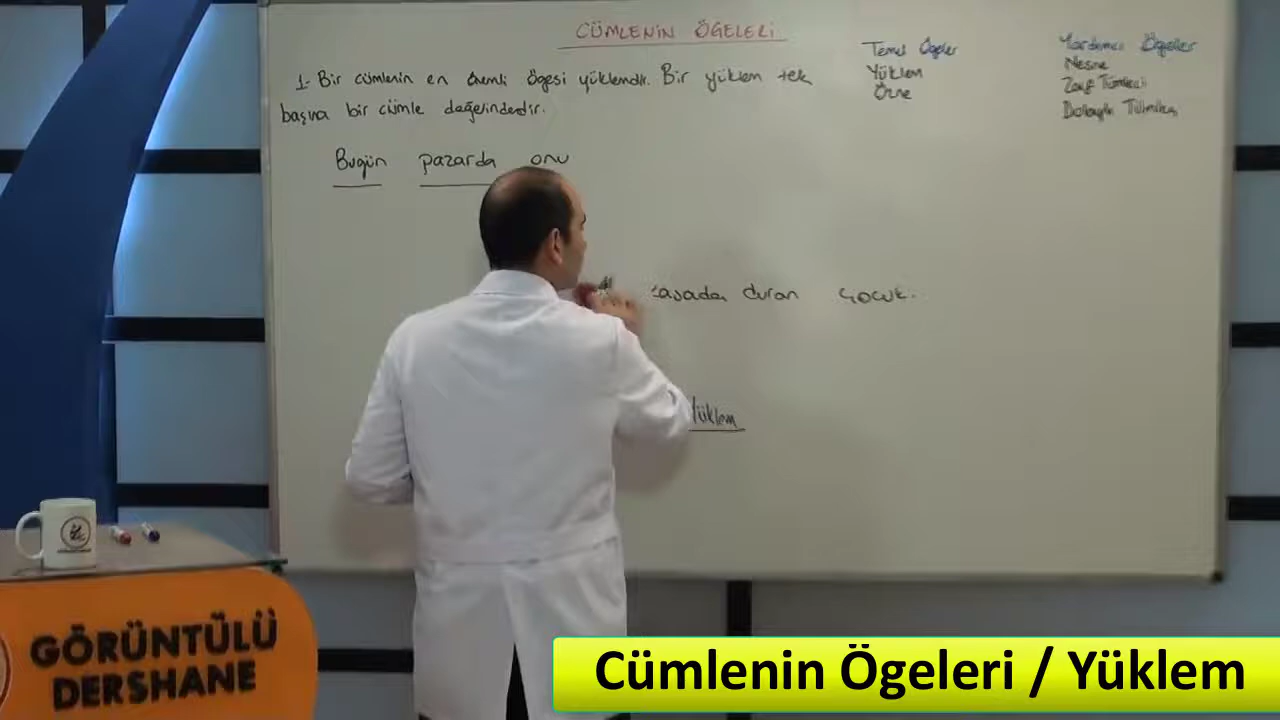 CÜMLENİN ÖGELERİ
1- Bir cümlenin en önemli ögesi yüklemdir. Bir yüklem tek
başına bir cümle değerindedir.
Temel Ögeler
Yüklem
Özne
Yardımcı Ögeler
Nesne
Zarf Tümleci
Dolaylı Tümleç
Bugün pazarda onu
duran çocuk.
Yüklem
GÖRÜNTÜLÜ
DERSHANE
Cümlenin Ögeleri / Yüklem